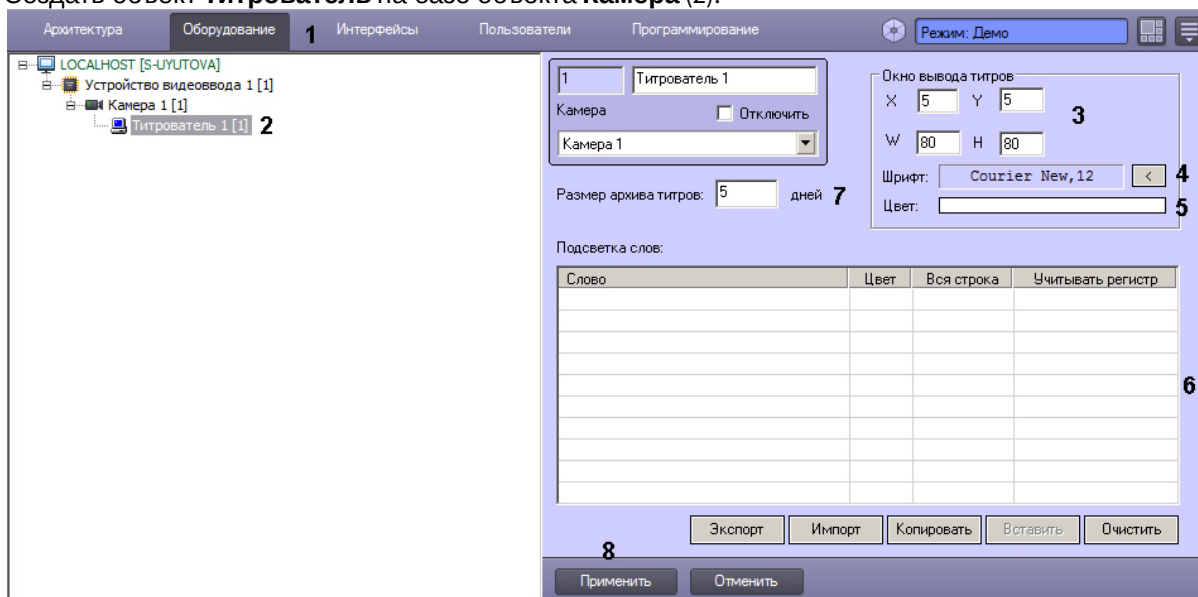 Создать объект Титрователь на базе объекта Камера (2).
Архитектура Оборудование 1 Интерфейсы Пользователи Программирование Режим: Демо
LOCALHOST [S-UYUTOVA]
Устройство видеоввода 1 [1]
Камера 1 [1]
Титрователь 1 [1] 2
1 Титрователь 1
Камера Отключить
Камера 1
Размер архива титров: 5 дней 7
Окно вывода титров
X 5 Y 5 3
W 80 H 80
Шрифт: Courier New,12 < 4
Цвет: 5
Подсветка слов:
Слово Цвет Вся строка Учитывать регистр
6
Экспорт Импорт Копировать Вставить Очистить
8
Применить Отменить